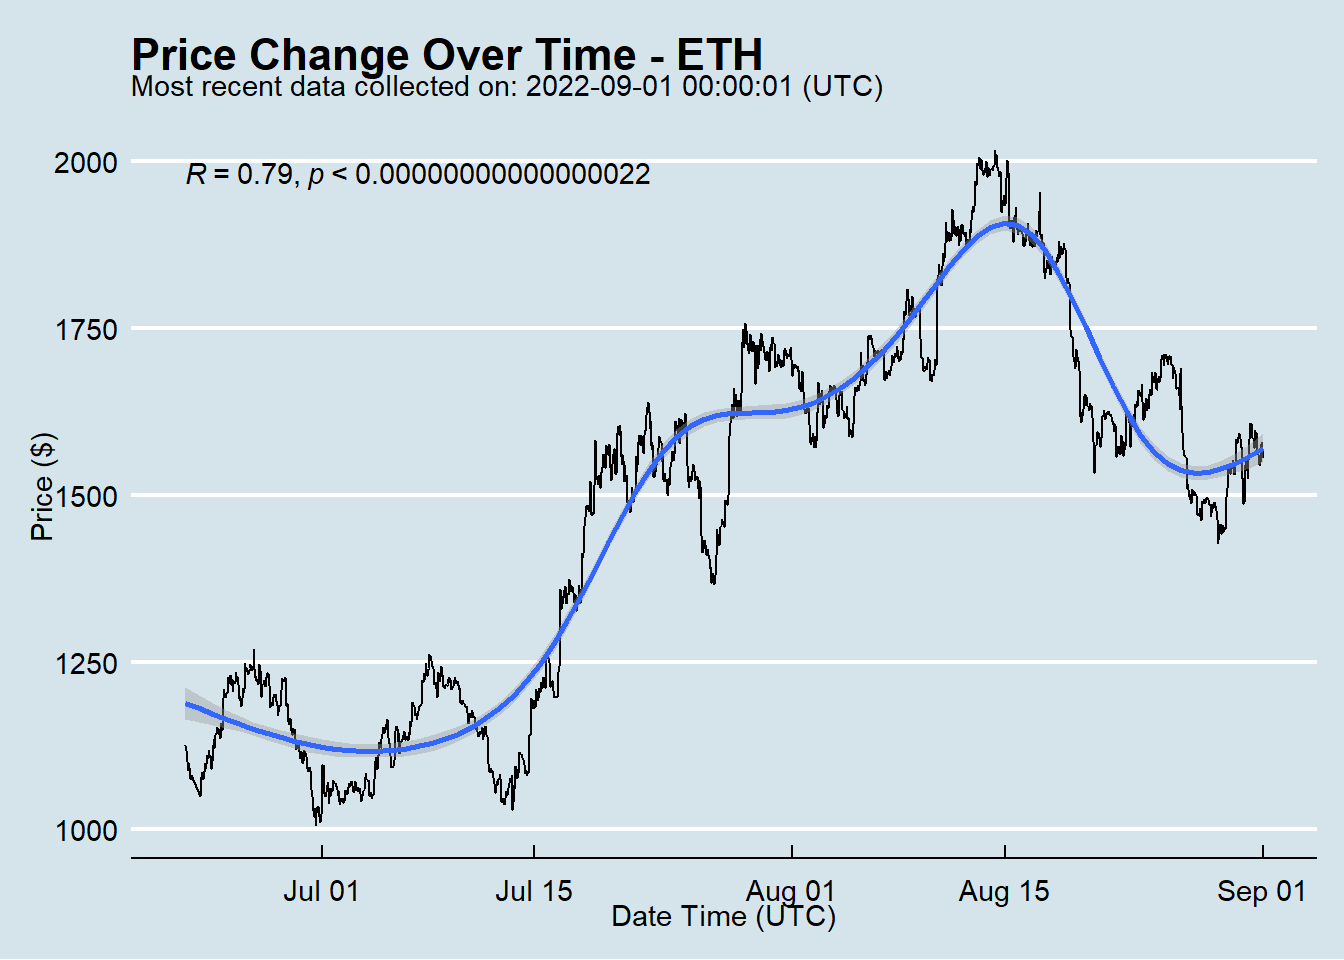 Price Change Over Time - ETH
Most recent data collected on: 2022-09-01 00:00:01 (UTC)
R = 0.79, p < 0.00000000000000022
2000
1750
1500
1250
1000
Price ($)
Jul 01
Jul 15
Aug 01
Aug 15
Sep 01
Date Time (UTC)